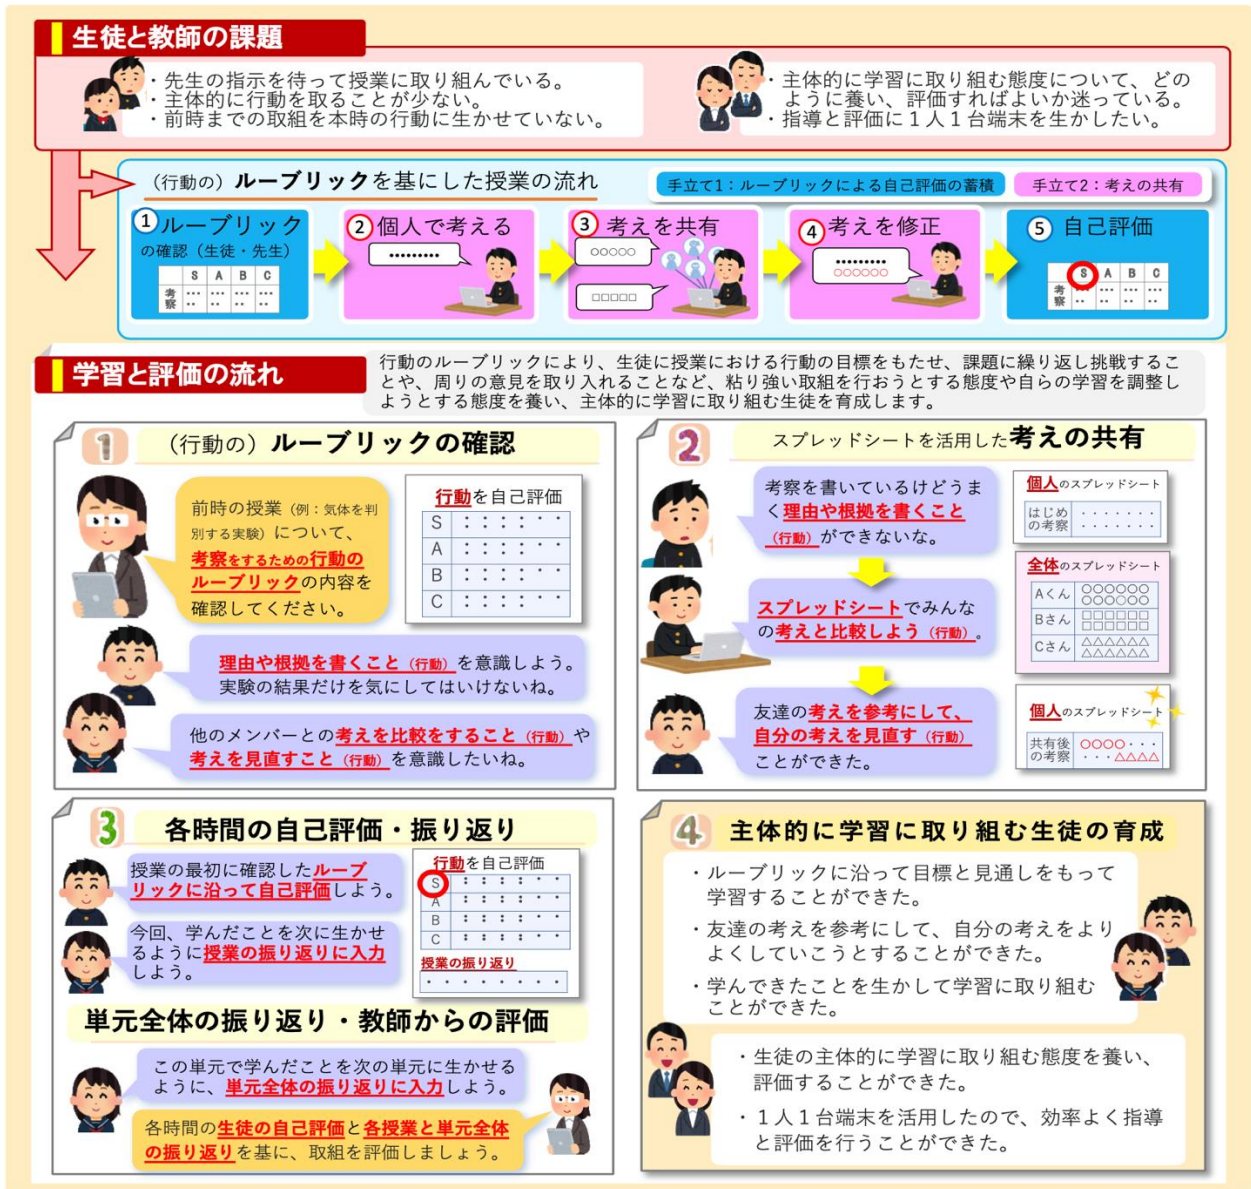 生徒と教師の課題
・先生の指示を待って授業に取り組んでいる。
・主体的に行動を取ることが少ない。
・前時までの取組を本時の行動に生かせていない。
・主体的に学習に取り組む態度について、どの
ように養い、評価すればよいか迷っている。
・指導と評価に１人１台端末を生かしたい。
（行動の）ルーブリックを基にした授業の流れ
手立て1：ルーブリックによる自己評価の蓄積
手立て2：考えの共有
① ルーブリック
の確認（生徒・先生）
S A B C
考察
② 個人で考える
③ 考えを共有
○○○○○
□□□□□
④ 考えを修正
○○○○○○
⑤ 自己評価
S A B C
考察
学習と評価の流れ
行動のルーブリックにより、生徒に授業における行動の目標をもたせ、課題に繰り返し挑戦するこ
とや、周りの意見を取り入れることなど、粘り強い取組を行おうとする態度や自らの学習を調整し
ようとする態度を養い、主体的に学習に取り組む生徒を育成します。
1 （行動の）ルーブリックの確認
前時の授業（例：気体を判
別する実験）について、
考察をするための行動の
ルーブリックの内容を
確認してください。
行動を自己評価
S
A
B
C
理由や根拠を書くこと（行動）を意識しよう。
実験の結果だけを気にしてはいけないね。
他のメンバーとの考えを比較をすること（行動）や
考えを見直すこと（行動）を意識したいね。
2 スプレッドシートを活用した考えの共有
考察を書いているけどうま
く理由や根拠を書くこと
（行動）ができないな。
スプレッドシートでみんな
の考えと比較しよう（行動）。
友達の考えを参考にして、
自分の考えを見直す（行動）
ことができた。
個人のスプレッドシート
はじめ
の考察
全体のスプレッドシート
Aくん ○○○○○○
○○○○○○
Bさん □□□□□□
□□□□□□
Cさん △△△△△△
△△△△△△
個人のスプレッドシート
共有後 ○○○○・・・
の考察 ・・・△△△△
3 各時間の自己評価・振り返り
授業の最初に確認したルーブ
リックに沿って自己評価しよう。
今回、学んだことを次に生かせ
るように授業の振り返りに入力
しよう。
行動を自己評価
S
A
B
C
授業の振り返り
単元全体の振り返り・教師からの評価
この単元で学んだことを次の単元に生かせる
ように、単元全体の振り返りに入力しよう。
各時間の生徒の自己評価と各授業と単元全体
の振り返りを基に、取組を評価しましょう。
4 主体的に学習に取り組む生徒の育成
・ルーブリックに沿って目標と見通しをもって
学習することができた。
・友達の考えを参考にして、自分の考えをより
よくしていこうとすることができた。
・学んできたことを生かして学習に取り組む
ことができた。
・生徒の主体的に学習に取り組む態度を養い、
評価することができた。
・１人１台端末を活用したので、効率よく指導
と評価を行うことができた。